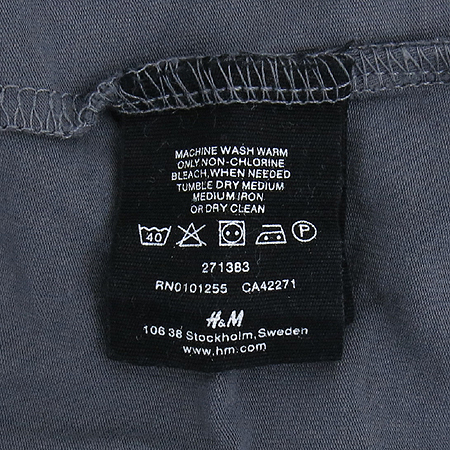 MACHINE WASH WARM
ONLY NON-CHLORINE
BLEACH, WHEN NEEDED
TUMBLE DRY MEDIUM
MEDIUM IRON
OR DRY CLEAN
40 P
271383
RN0101255 CA42271
H&M
106 38 Stockholm, Sweden
www.hm.com